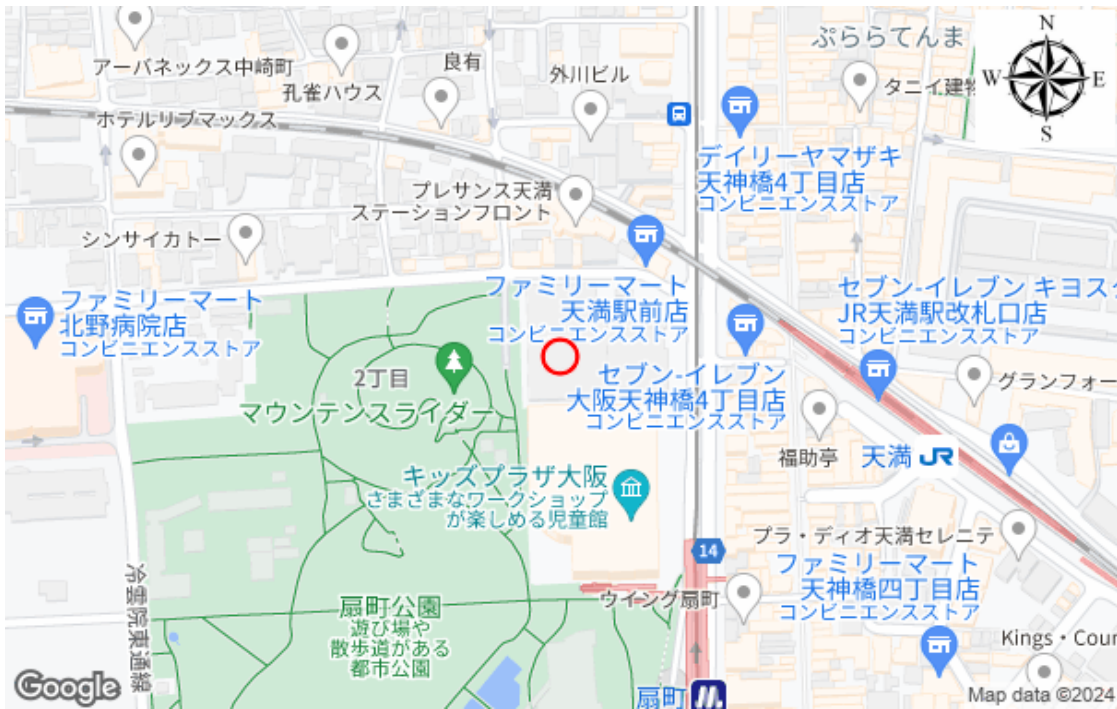 ぷららてんま
N
W
E
S
アーバネックス中崎町
孔雀ハウス
良有
外川ビル
タニイ建物
ホテルリブマックス
デイリーヤマザキ
天神橋4丁目店
コンビニエンスストア
プレサンス天満
ステーションフロント
シンサイカトー
ファミリーマート
北野病院店
コンビニエンスストア
ファミリーマート
天満駅前店
コンビニエンスストア
セブン-イレブン キヨスク
JR天満駅改札口店
コンビニエンスストア
2丁目
マウンテンスライダー
セブン-イレブン
大阪天神橋4丁目店
コンビニエンスストア
グランフォー
福助亭
天満 JR
キッズプラザ大阪
さまざまなワークショップ
が楽しめる児童館
プラ・ディオ天満セレニテ
14
ファミリーマート
天神橋四丁目店
コンビニエンスストア
冷雲院東通線
扇町公園
遊び場や
散歩道がある
都市公園
ウイング扇町
Kings・Cour
扇町
Google
Map data ©2024